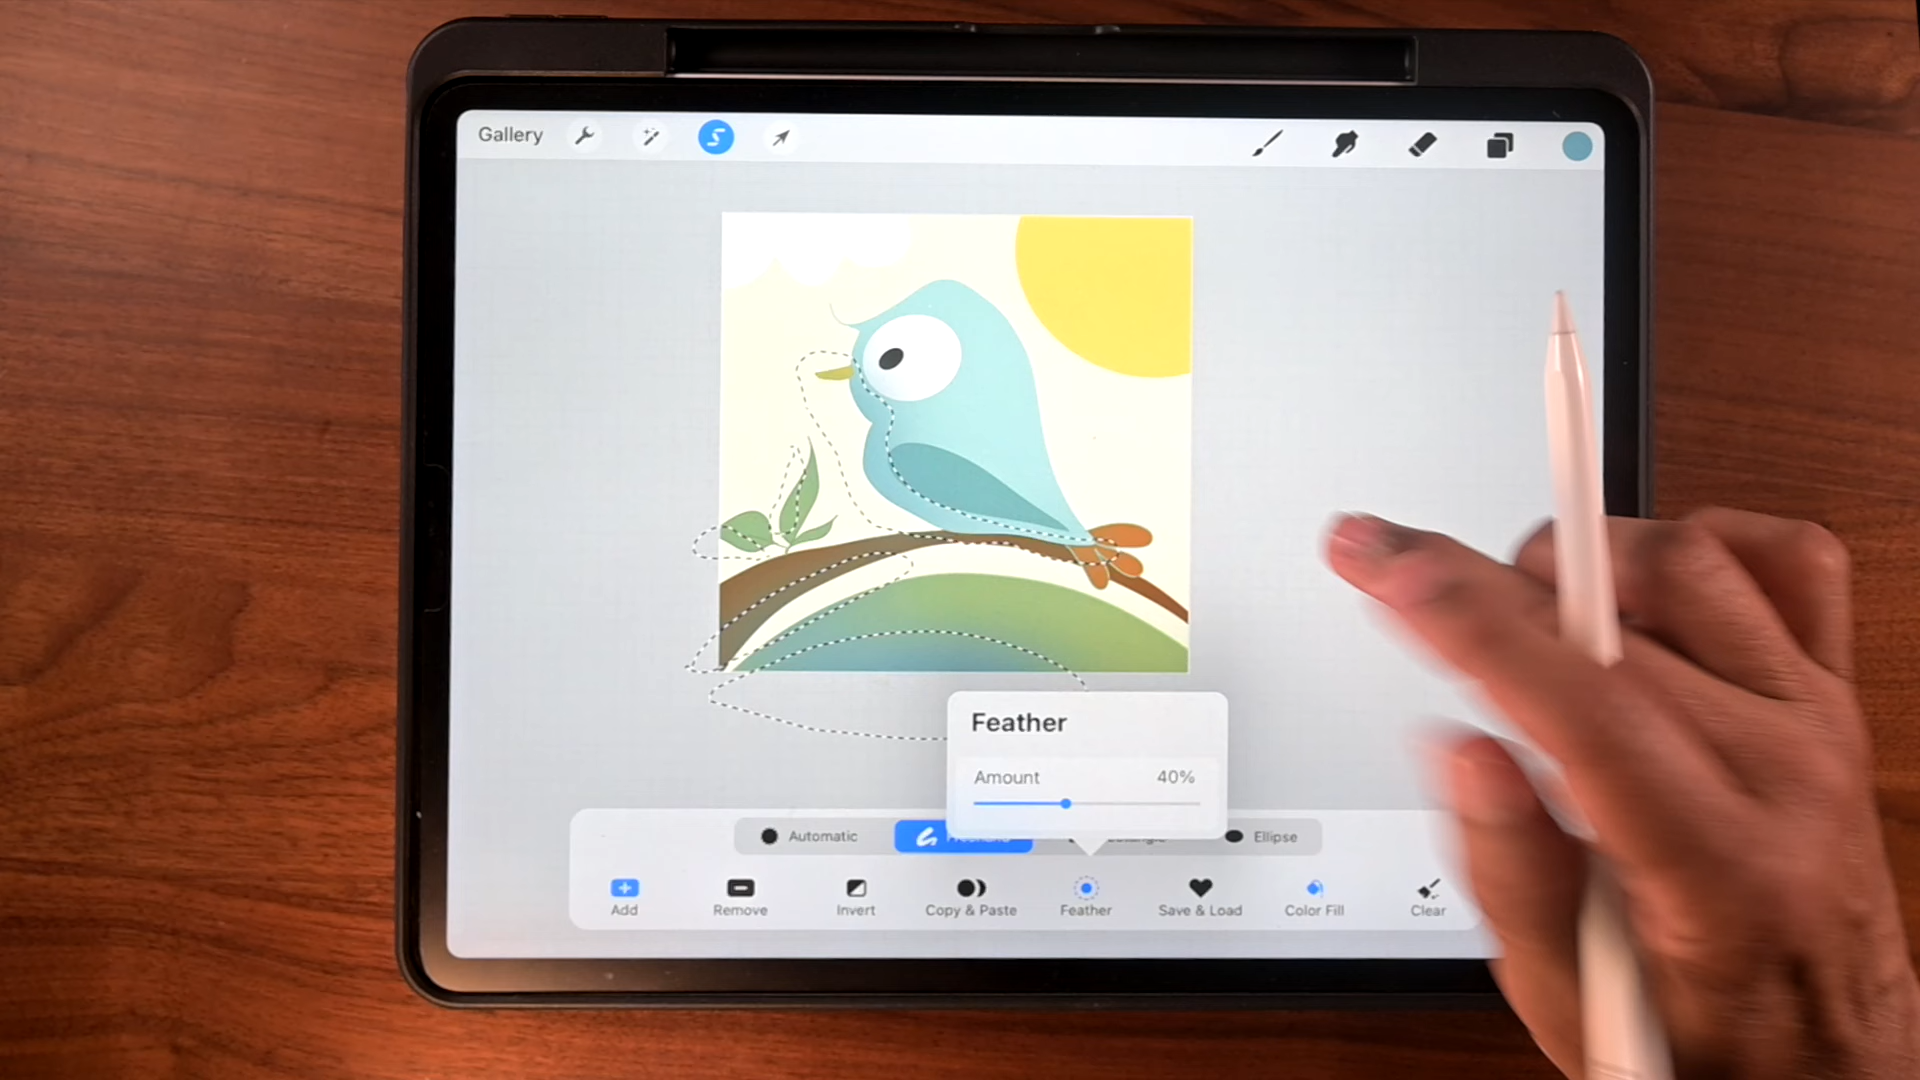 Gallery
Feather
Amount 40%
Automatic
Ellipse
Add Remove Invert Copy & Paste Feather Save & Load Color Fill Clear